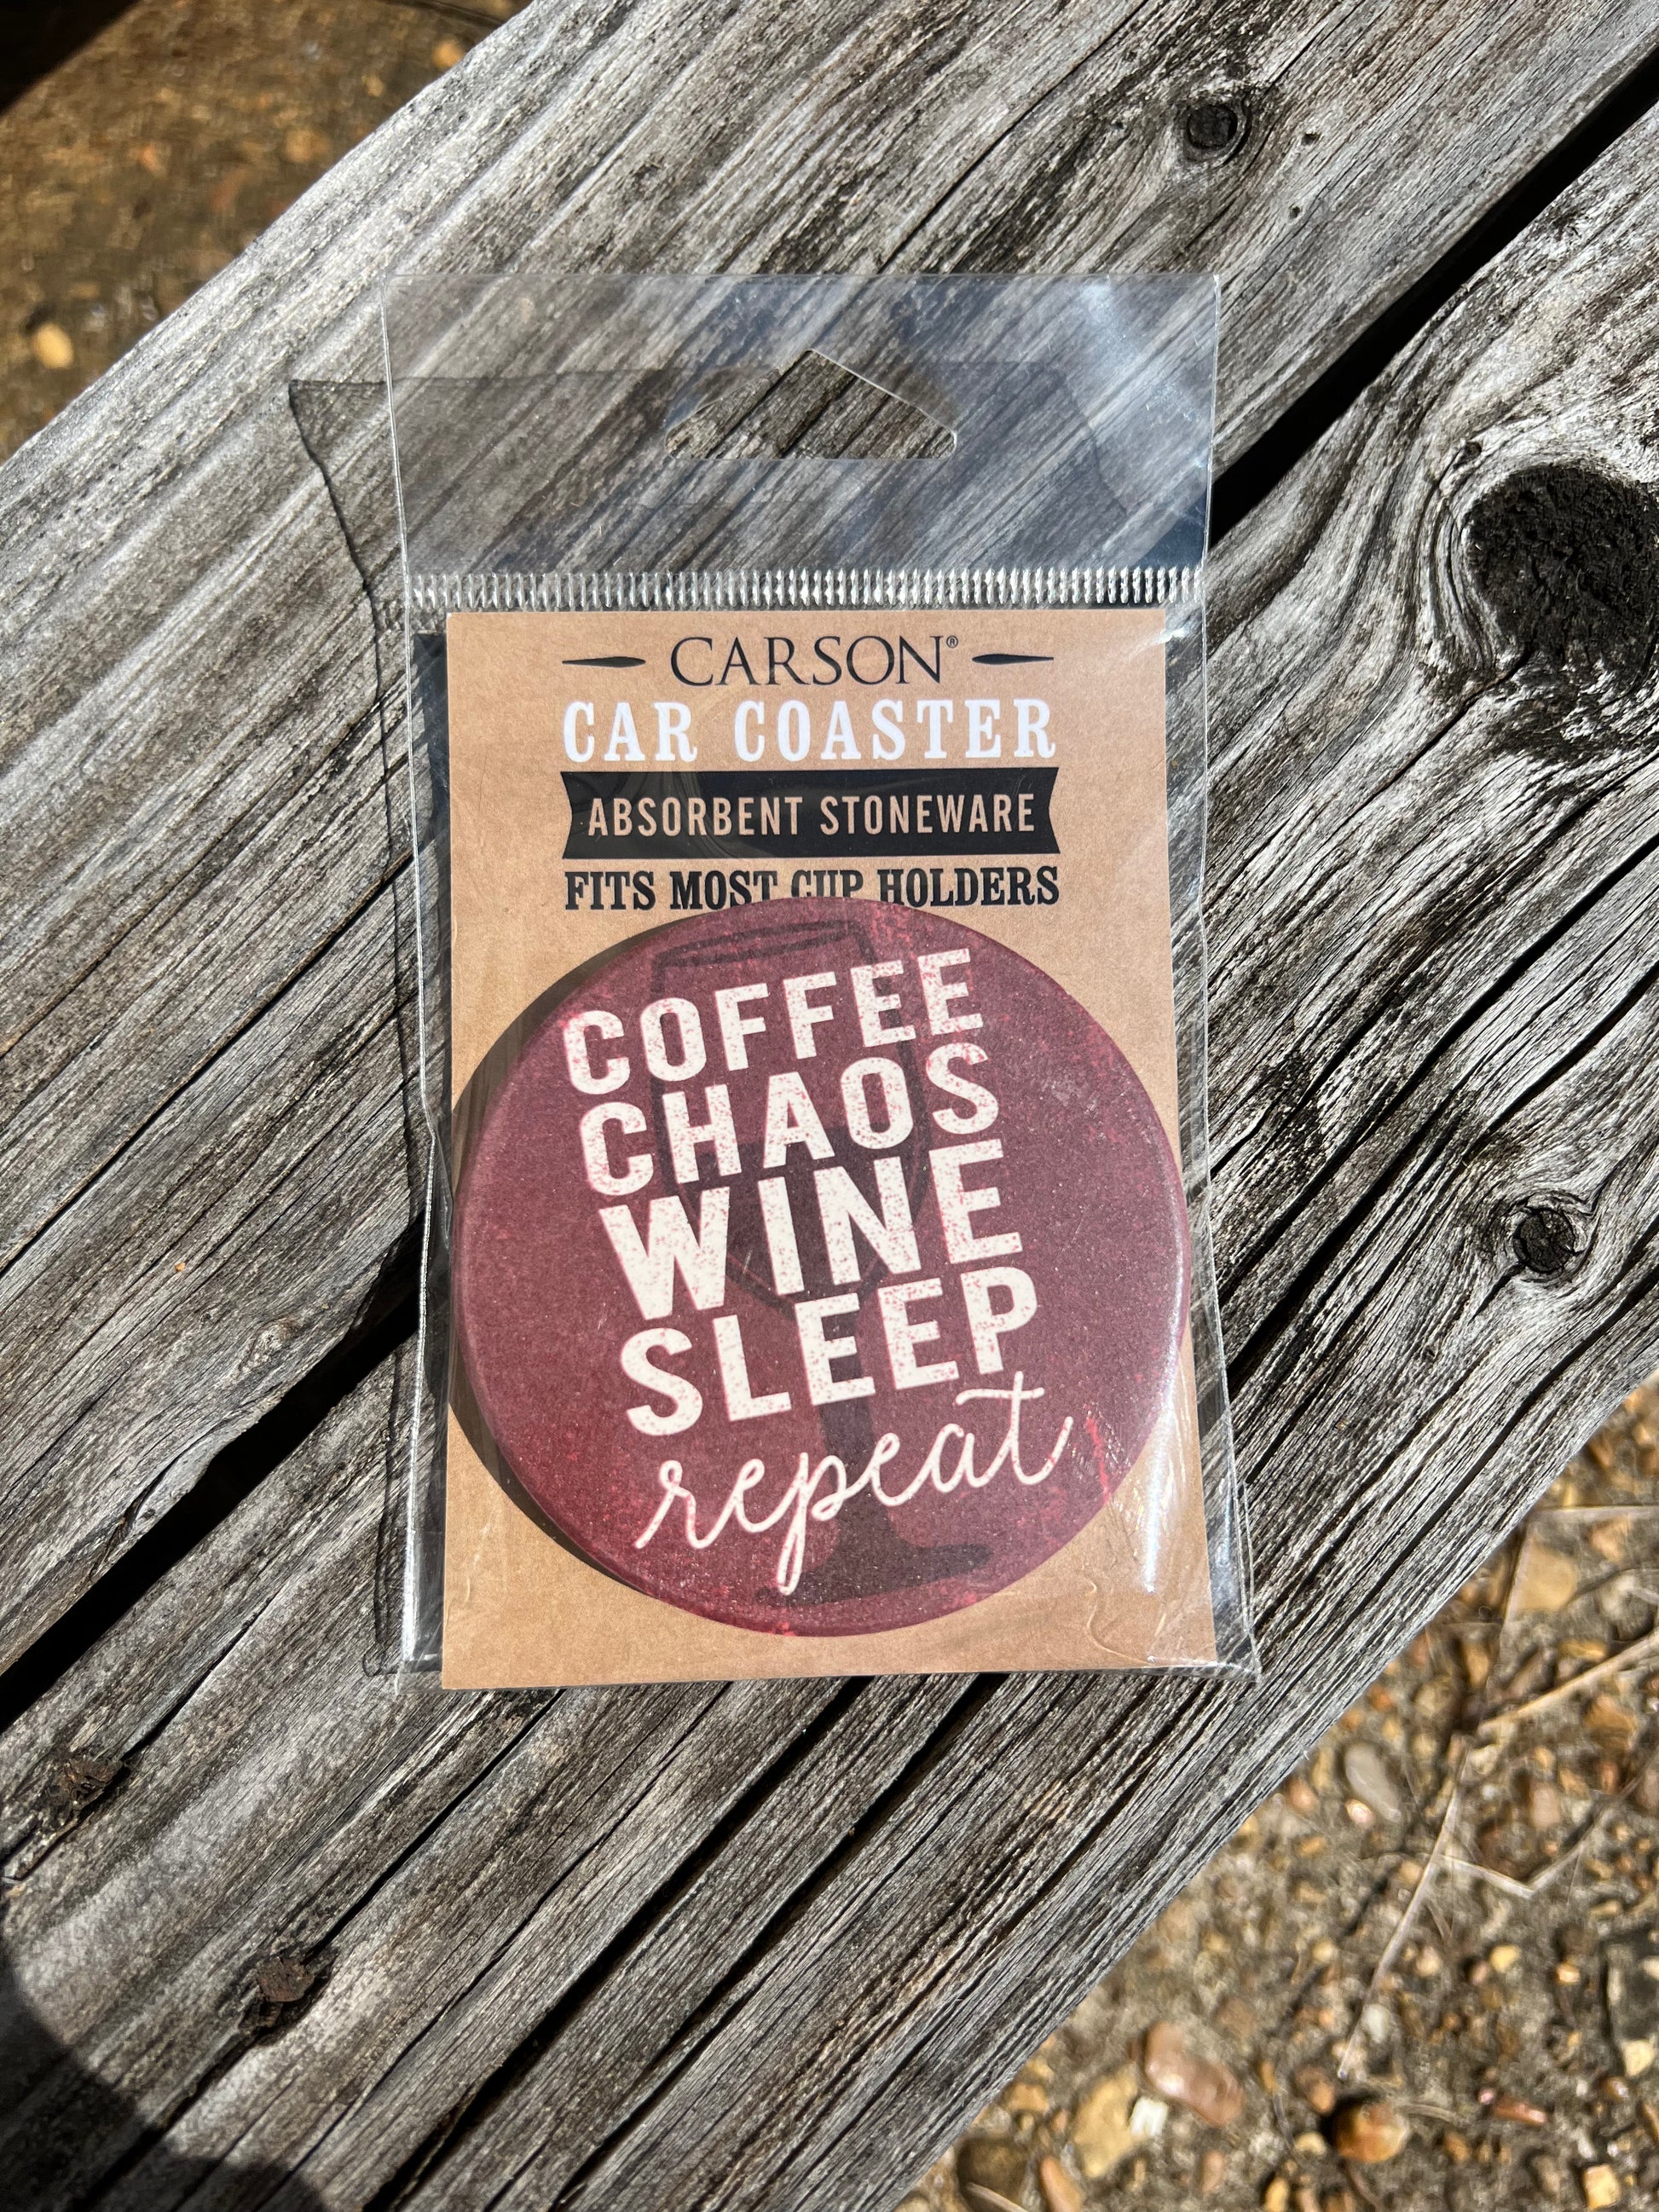 CARSON®
CAR COASTER
ABSORBENT STONEWARE
FITS MOST CUP HOLDERS
COFFEE
CHAOS
WINE
SLEEP
repeat